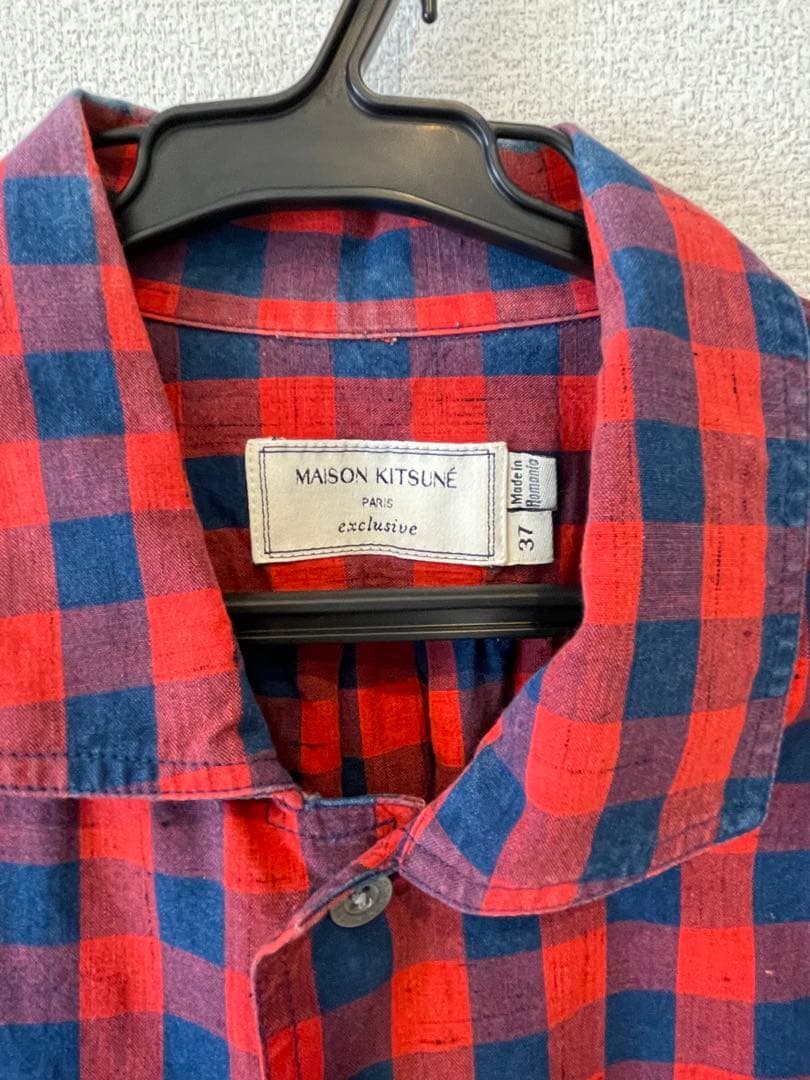 MAISON KITSUNÉ
PARIS
exclusive
Made in
Romania
37